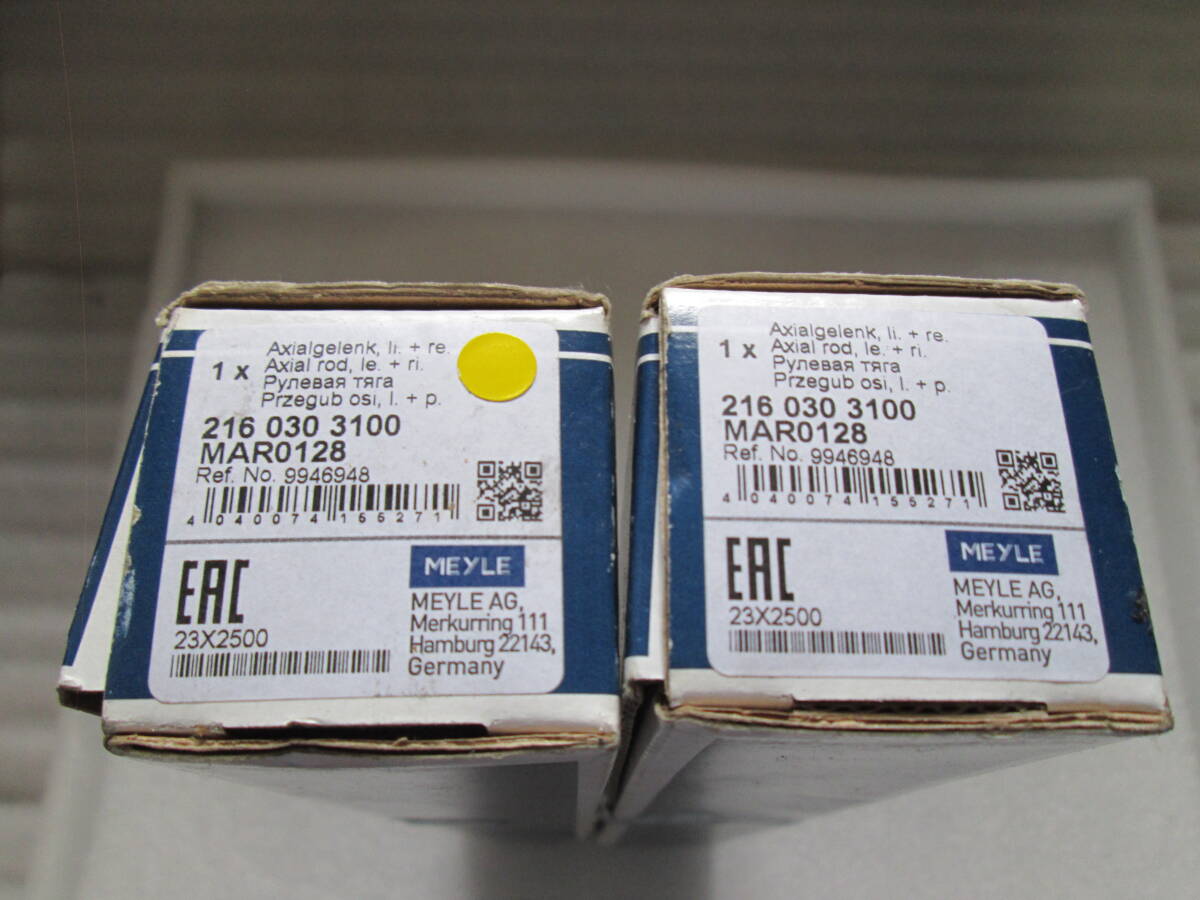 1 x
Axialgelenk, li. + re.
Axial rod, le. + ri.
Рулевая тяга
Przegub osi, l. + p.
216 030 3100
MAR0128
Ref. No. 9946948
4 040074 155271
EAC
23X2500
MEYLE
MEYLE AG,
Merkurring 111
Hamburg 22143,
Germany
1 x
Axialgelenk, li. + re.
Axial rod, le. + ri.
Рулевая тяга
Przegub osi, l. + p.
216 030 3100
MAR0128
Ref. No. 9946948
4 040074 155271
EAC
23X2500
MEYLE
MEYLE AG,
Merkurring 111
Hamburg 22143,
Germany